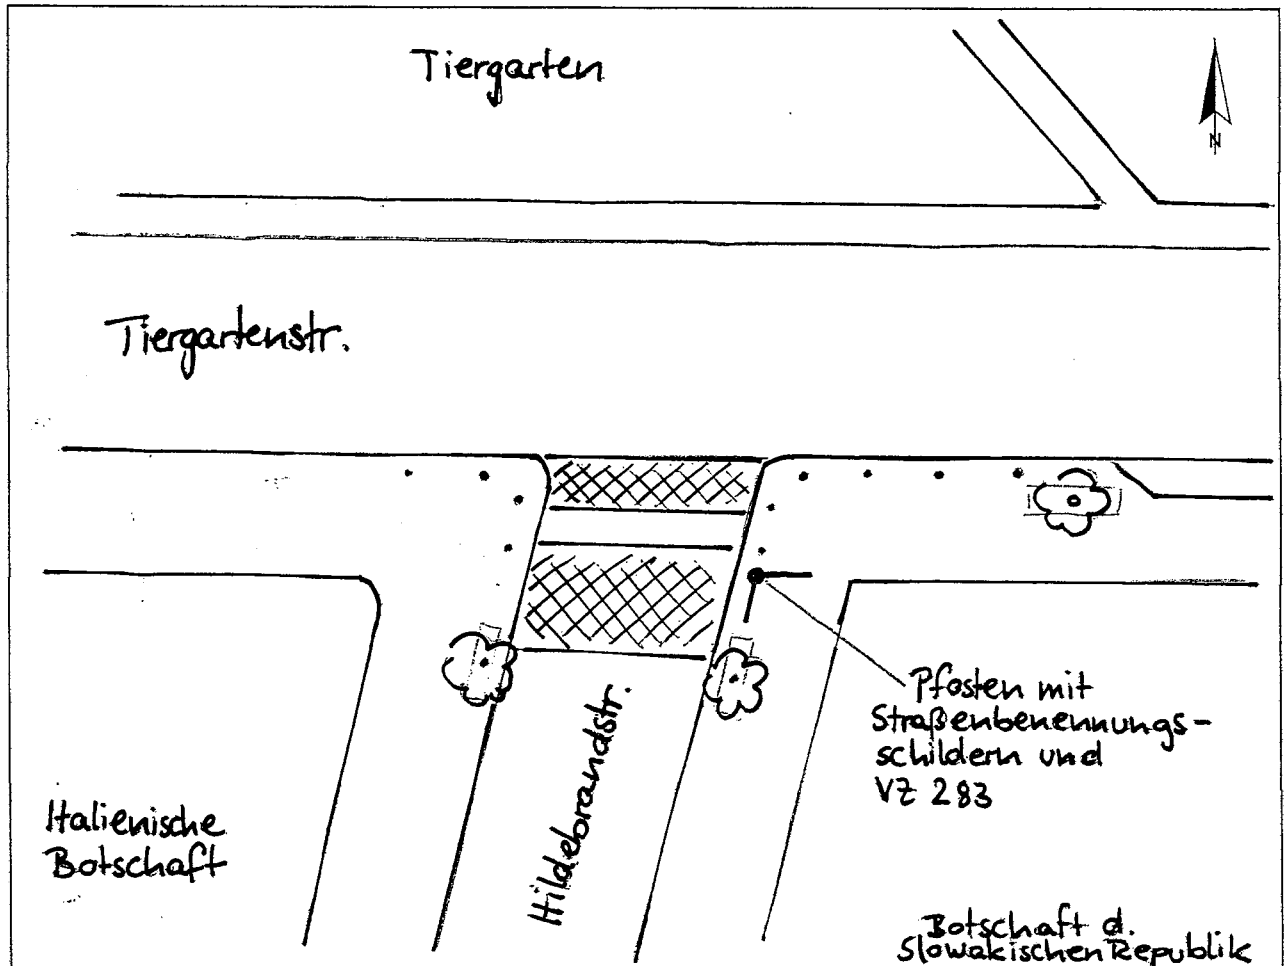 Tiergarten
N
Tiergartenstr.
Pfosten mit
Straßenbenennungs-
schildern und
VZ 283
Hildebrandstr.
Italienische
Botschaft
Botschaft d.
Slowakischen Republik